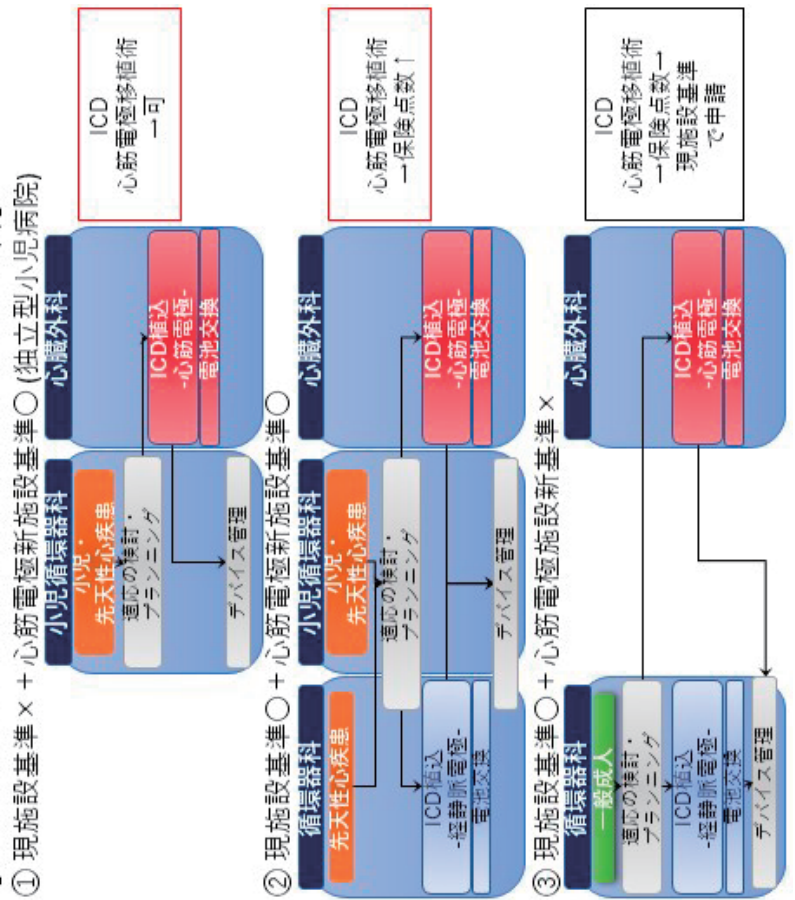 ① 現施設基準 × + 心筋電極新施設基準○ (独立型小児病院)
小児循環器科
小児・
先天性心疾患
適応の検討・
プランニング
デバイス管理
心臓外科
ICD植込
-心筋電極-
電池交換
ICD
心筋電極移植術
→可
② 現施設基準○ + 心筋電極新施設基準○
循環器科
先天性心疾患
ICD植込
-経静脈電極-
電池交換
小児循環器科
小児・
先天性心疾患
適応の検討・
プランニング
デバイス管理
心臓外科
ICD植込
-心筋電極-
電池交換
ICD
心筋電極移植術
→保険点数↑
③ 現施設基準○ + 心筋電極施設新基準 ×
循環器科
一般成人
適応の検討・
プランニング
ICD植込
-経静脈電極-
電池交換
デバイス管理
心臓外科
ICD植込
-心筋電極-
電池交換
ICD
心筋電極移植術
→保険点数→
現施設基準
で申請